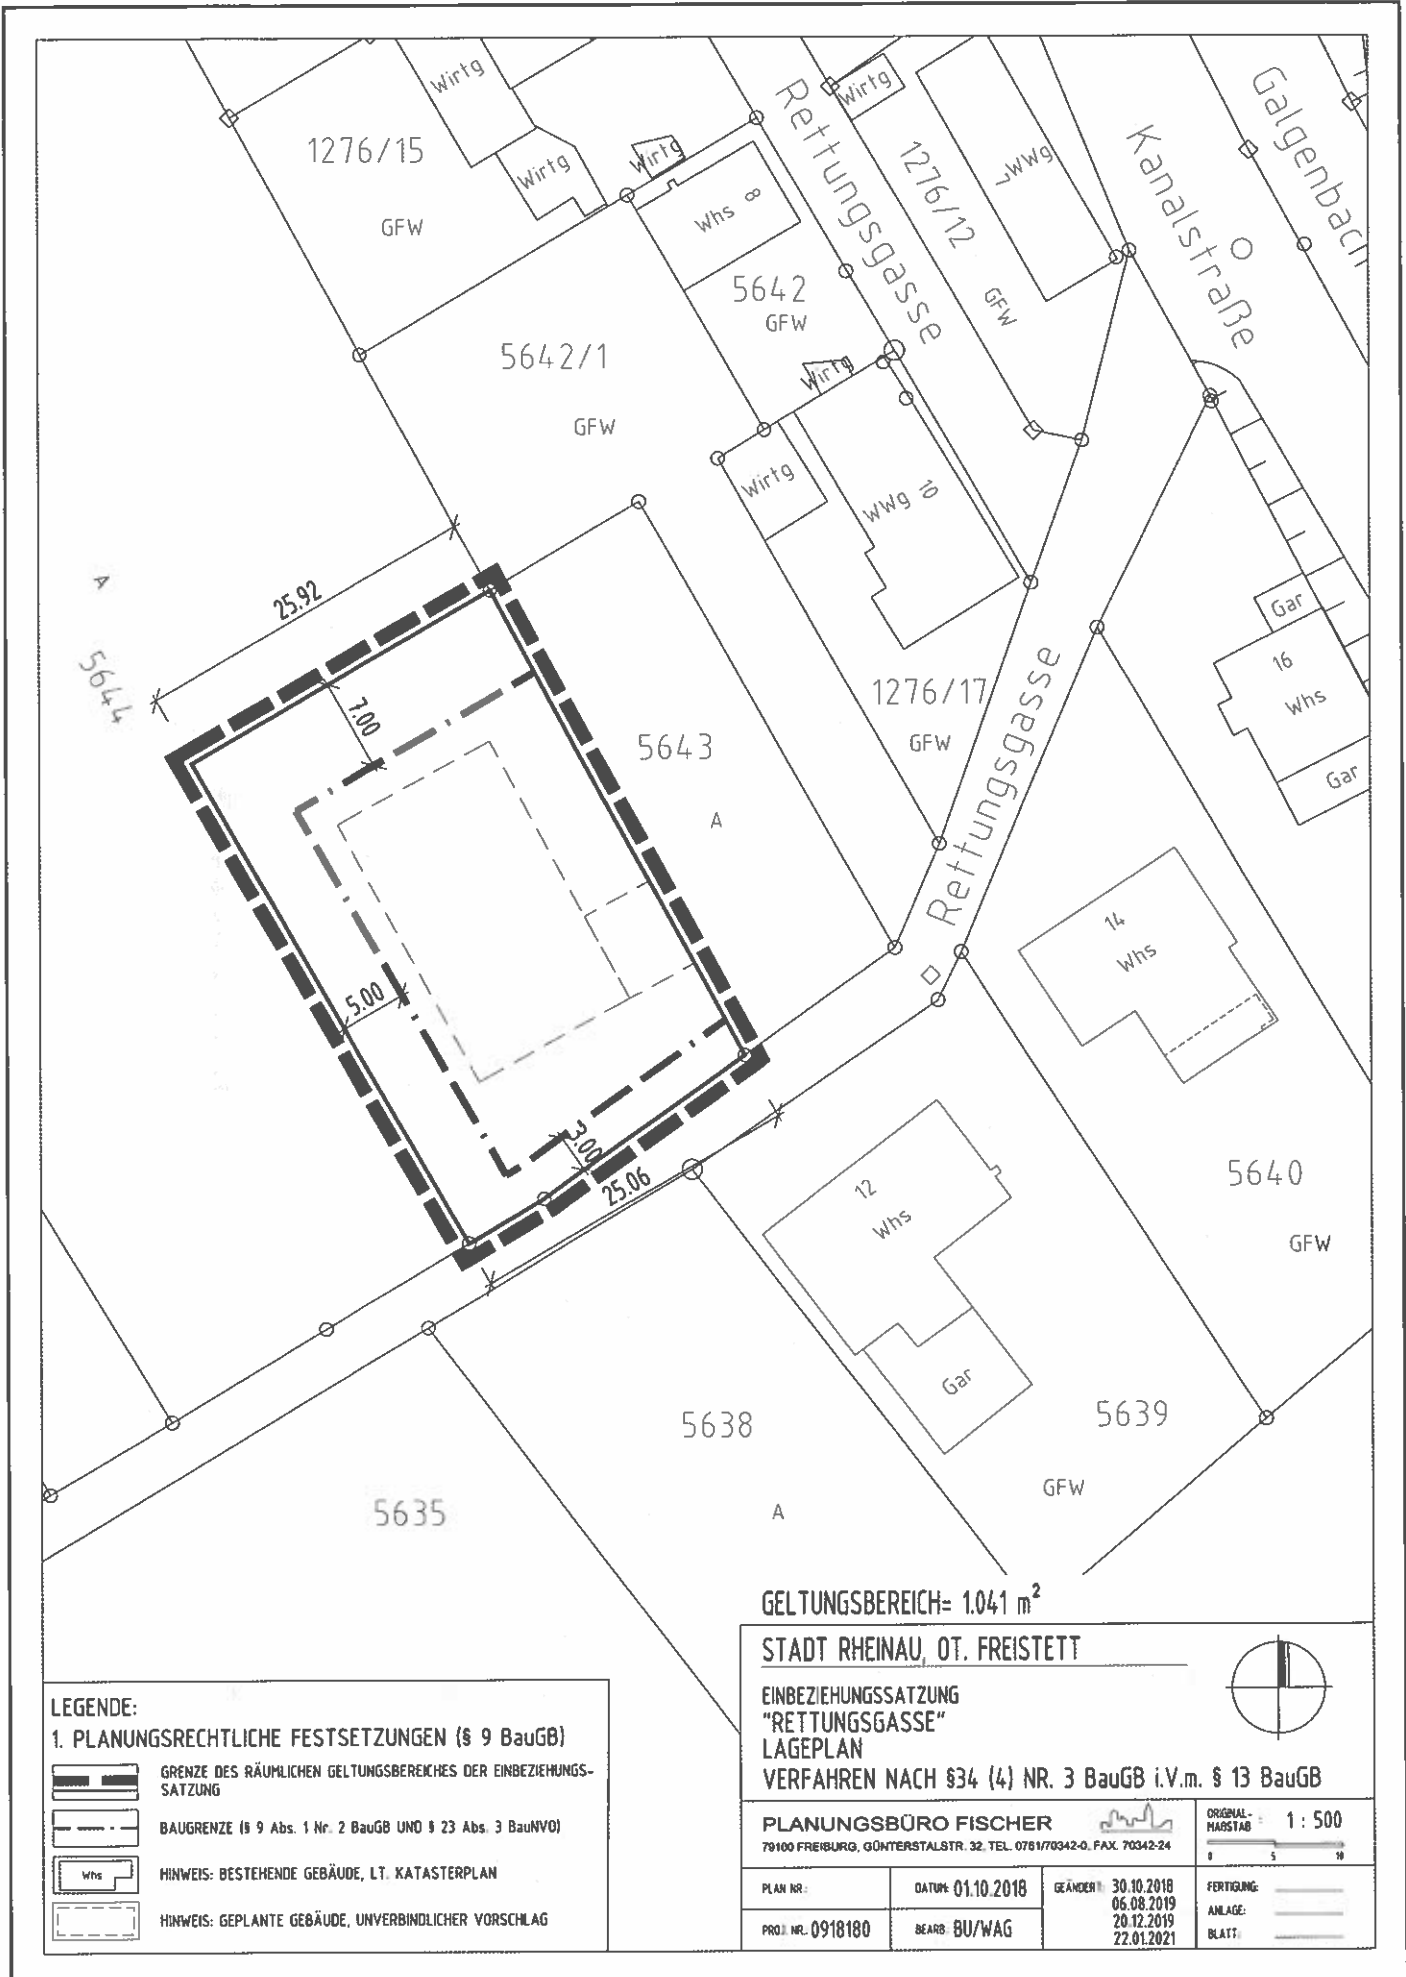 Wirtg
1276/15
Wirtg
GFW
Wirtg
Whs 8
Rettungsgasse
Wirtg
1276/12
7 WWg
GFW
Kanalstraße
Galgenbach
5642
GFW
5642/1
GFW
Wirtg
Wirtg
WWg 10
25.92
A
5644
7.00
5643
A
1276/17
GFW
Rettungsgasse
Gar
16
Whs
Gar
14
Whs
5.00
3.00
25.06
12
Whs
Gar
5640
GFW
5639
GFW
5638
A
5635
GELTUNGSBEREICH= 1.041 m²
STADT RHEINAU, OT. FREISTETT
EINBEZIEHUNGSSATZUNG
"RETTUNGSGASSE"
LAGEPLAN
VERFAHREN NACH §34 (4) NR. 3 BauGB i.V.m. § 13 BauGB
PLANUNGSBÜRO FISCHER
79100 FREIBURG, GÜNTERSTALSTR. 32, TEL. 0761/70342-0, FAX. 70342-24
ORIGINAL-
MAßSTAB 1 : 500
0 5 10
PLAN NR.:
DATUM: 01.10.2018
GEÄNDERT: 30.10.2018
06.08.2019
20.12.2019
22.01.2021
PROJ. NR.: 0918180
BEARB. BU/WAG
FERTIGUNG:
ANLAGE:
BLATT:
LEGENDE:
1. PLANUNGSRECHTLICHE FESTSETZUNGEN (§ 9 BauGB)
GRENZE DES RÄUMLICHEN GELTUNGSBEREICHES DER EINBEZIEHUNGS-
SATZUNG
BAUGRENZE (§ 9 Abs. 1 Nr. 2 BauGB UND § 23 Abs. 3 BauNVO)
Whs
HINWEIS: BESTEHENDE GEBÄUDE, LT. KATASTERPLAN
HINWEIS: GEPLANTE GEBÄUDE, UNVERBINDLICHER VORSCHLAG